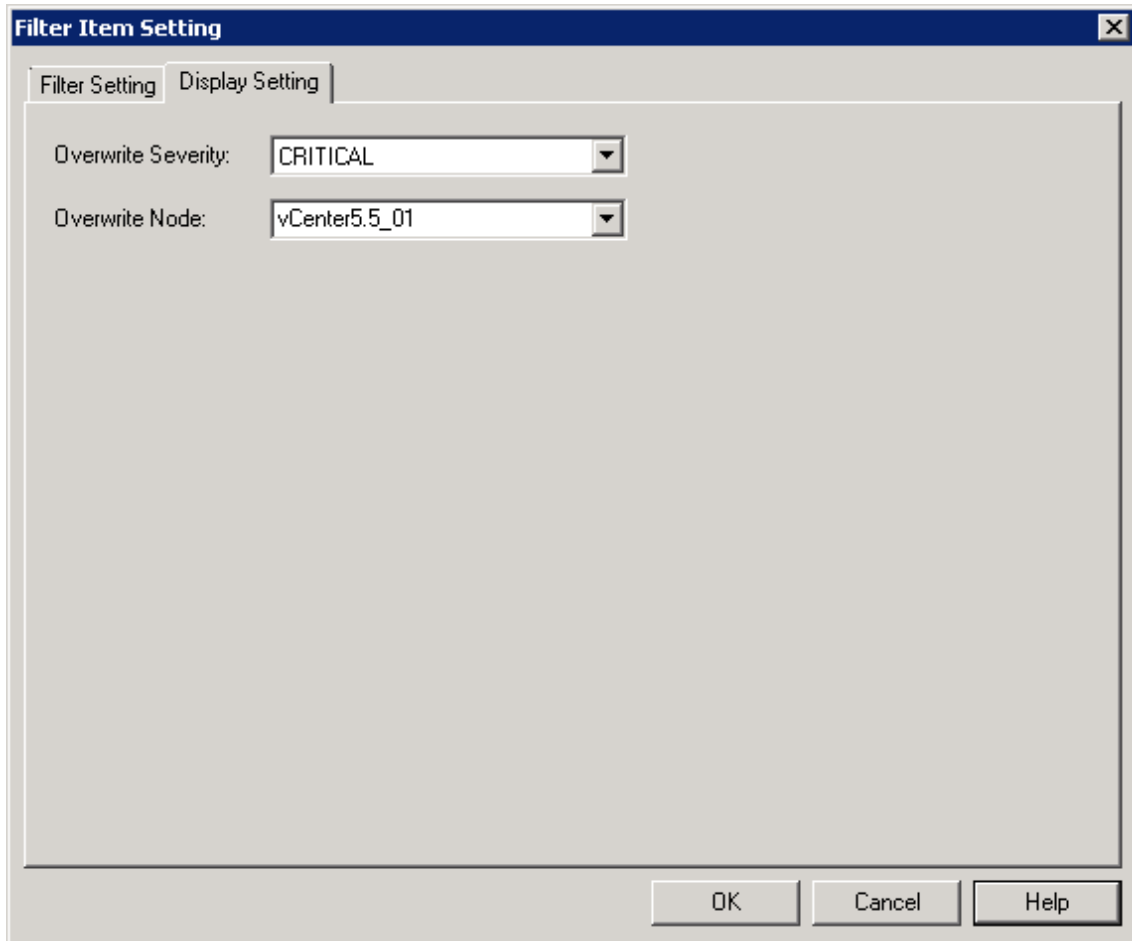 Filter Item Setting
Filter Setting Display Setting
Overwrite Severity: CRITICAL
Overwrite Node: vCenter5.5_01
OK Cancel Help